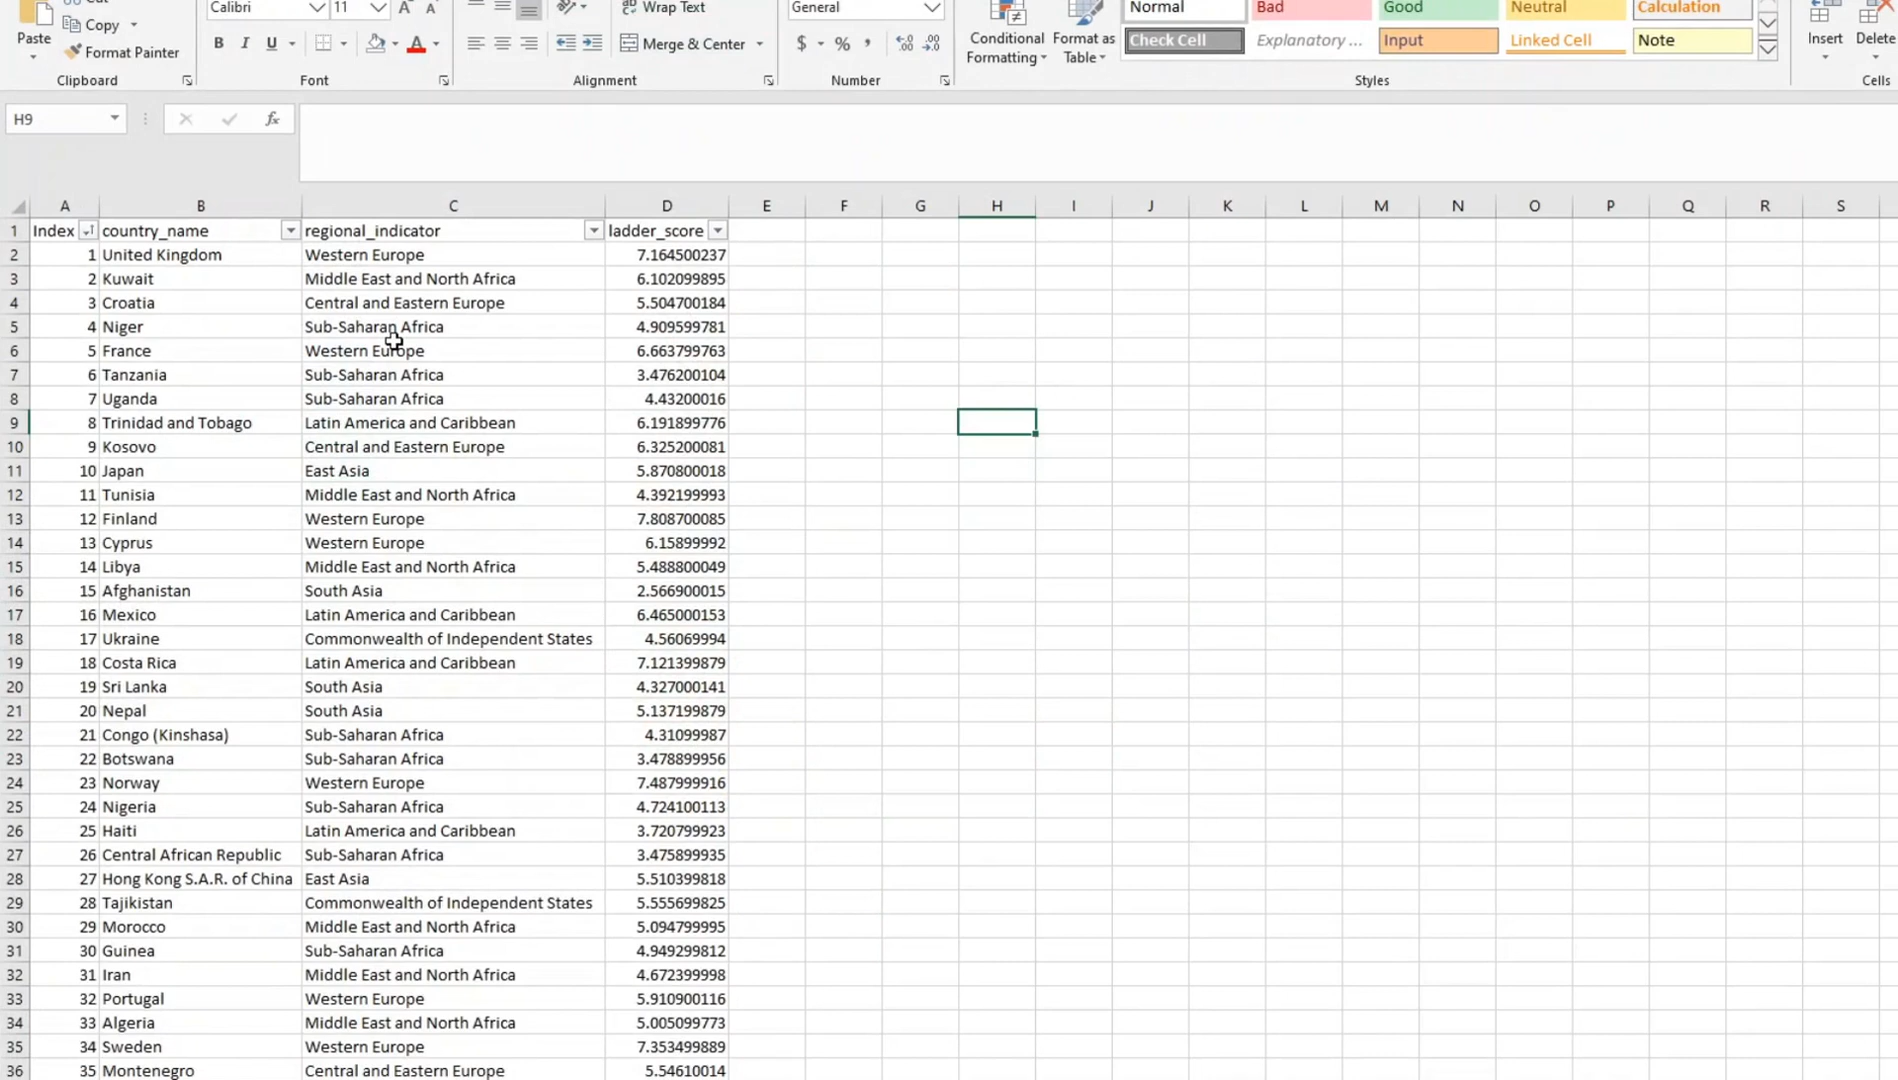 Cut
Copy
Paste
Format Painter
Clipboard
Calibri 11 A A
B I U A
Font
Wrap Text
Merge & Center
Alignment
General
$ %
Number
Conditional Formatting
Format as Table
Normal Bad Good Neutral Calculation
Check Cell Explanatory ... Input Linked Cell Note
Styles
Insert Delete
Cells
H9 fx
A B C D E F G H I J K L M N O P Q R S
1 Index country_name regional_indicator ladder_score
2 1 United Kingdom Western Europe 7.164500237
3 2 Kuwait Middle East and North Africa 6.102099895
4 3 Croatia Central and Eastern Europe 5.504700184
5 4 Niger Sub-Saharan Africa 4.909599781
6 5 France Western Europe 6.663799763
7 6 Tanzania Sub-Saharan Africa 3.476200104
8 7 Uganda Sub-Saharan Africa 4.43200016
9 8 Trinidad and Tobago Latin America and Caribbean 6.191899776
10 9 Kosovo Central and Eastern Europe 6.325200081
11 10 Japan East Asia 5.870800018
12 11 Tunisia Middle East and North Africa 4.392199993
13 12 Finland Western Europe 7.808700085
14 13 Cyprus Western Europe 6.15899992
15 14 Libya Middle East and North Africa 5.488800049
16 15 Afghanistan South Asia 2.566900015
17 16 Mexico Latin America and Caribbean 6.465000153
18 17 Ukraine Commonwealth of Independent States 4.56069994
19 18 Costa Rica Latin America and Caribbean 7.121399879
20 19 Sri Lanka South Asia 4.327000141
21 20 Nepal South Asia 5.137199879
22 21 Congo (Kinshasa) Sub-Saharan Africa 4.31099987
23 22 Botswana Sub-Saharan Africa 3.478899956
24 23 Norway Western Europe 7.487999916
25 24 Nigeria Sub-Saharan Africa 4.724100113
26 25 Haiti Latin America and Caribbean 3.720799923
27 26 Central African Republic Sub-Saharan Africa 3.475899935
28 27 Hong Kong S.A.R. of China East Asia 5.510399818
29 28 Tajikistan Commonwealth of Independent States 5.555699825
30 29 Morocco Middle East and North Africa 5.094799995
31 30 Guinea Sub-Saharan Africa 4.949299812
32 31 Iran Middle East and North Africa 4.672399998
33 32 Portugal Western Europe 5.910900116
34 33 Algeria Middle East and North Africa 5.005099773
35 34 Sweden Western Europe 7.353499889
36 35 Montenegro Central and Eastern Europe 5.54610014